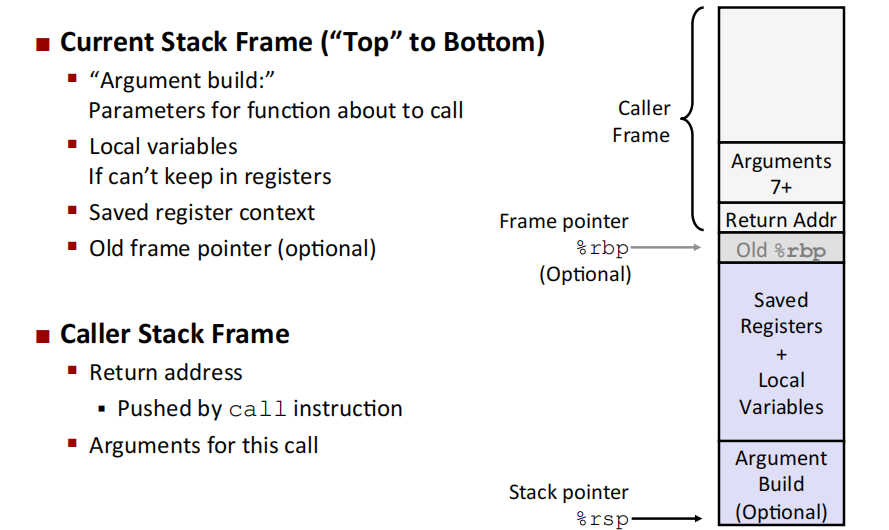 Current Stack Frame (“Top” to Bottom)
“Argument build:”
Parameters for function about to call
Local variables
If can’t keep in registers
Saved register context
Old frame pointer (optional)
Caller Stack Frame
Return address
Pushed by call instruction
Arguments for this call
Caller
Frame
Frame pointer
%rbp
(Optional)
Stack pointer
%rsp
Arguments
7+
Return Addr
Old %rbp
Saved
Registers
+
Local
Variables
Argument
Build
(Optional)